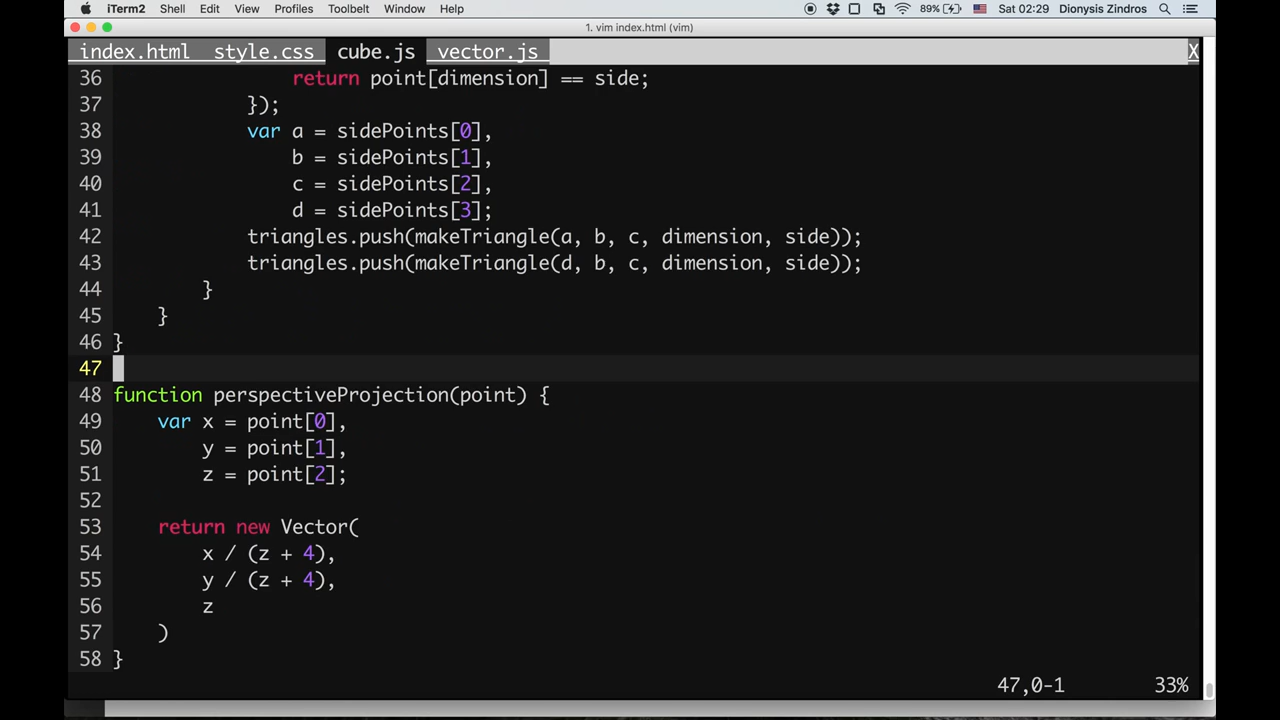 iTerm2 Shell Edit View Profiles Toolbelt Window Help 89% Sat 02:29 Dionysis Zindros
1. vim index.html (vim)
index.html style.css cube.js vector.js X
36 return point[dimension] == side;
37 });
38 var a = sidePoints[0],
39 b = sidePoints[1],
40 c = sidePoints[2],
41 d = sidePoints[3];
42 triangles.push(makeTriangle(a, b, c, dimension, side));
43 triangles.push(makeTriangle(d, b, c, dimension, side));
44 }
45 }
46 }
47
48 function perspectiveProjection(point) {
49 var x = point[0],
50 y = point[1],
51 z = point[2];
52
53 return new Vector(
54 x / (z + 4),
55 y / (z + 4),
56 z
57 )
58 }
47,0-1 33%